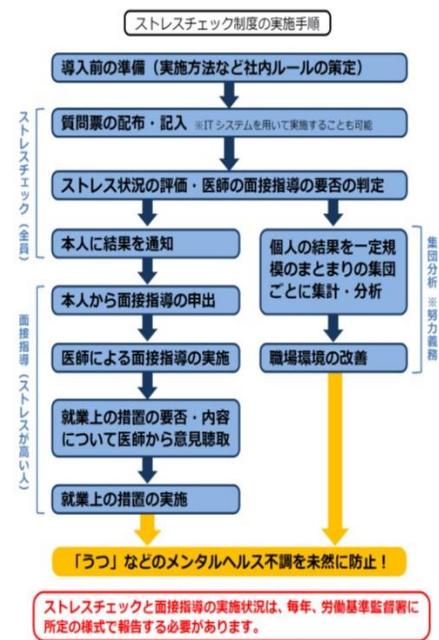 ストレスチェック制度の実施手順
導入前の準備（実施方法など社内ルールの策定）
質問票の配布・記入 ※ITシステムを用いて実施することも可能
ストレス状況の評価・医師の面接指導の要否の判定
本人に結果を通知
本人から面接指導の申出
医師による面接指導の実施
就業上の措置の要否・内容
について医師から意見聴取
就業上の措置の実施
個人の結果を一定規
模のまとまりの集団
ごとに集計・分析
職場環境の改善
ストレスチェック（全員）
面接指導（ストレスが高い人）
集団分析 ※努力義務
「うつ」などのメンタルヘルス不調を未然に防止！
ストレスチェックと面接指導の実施状況は、毎年、労働基準監督署に
所定の様式で報告する必要があります。